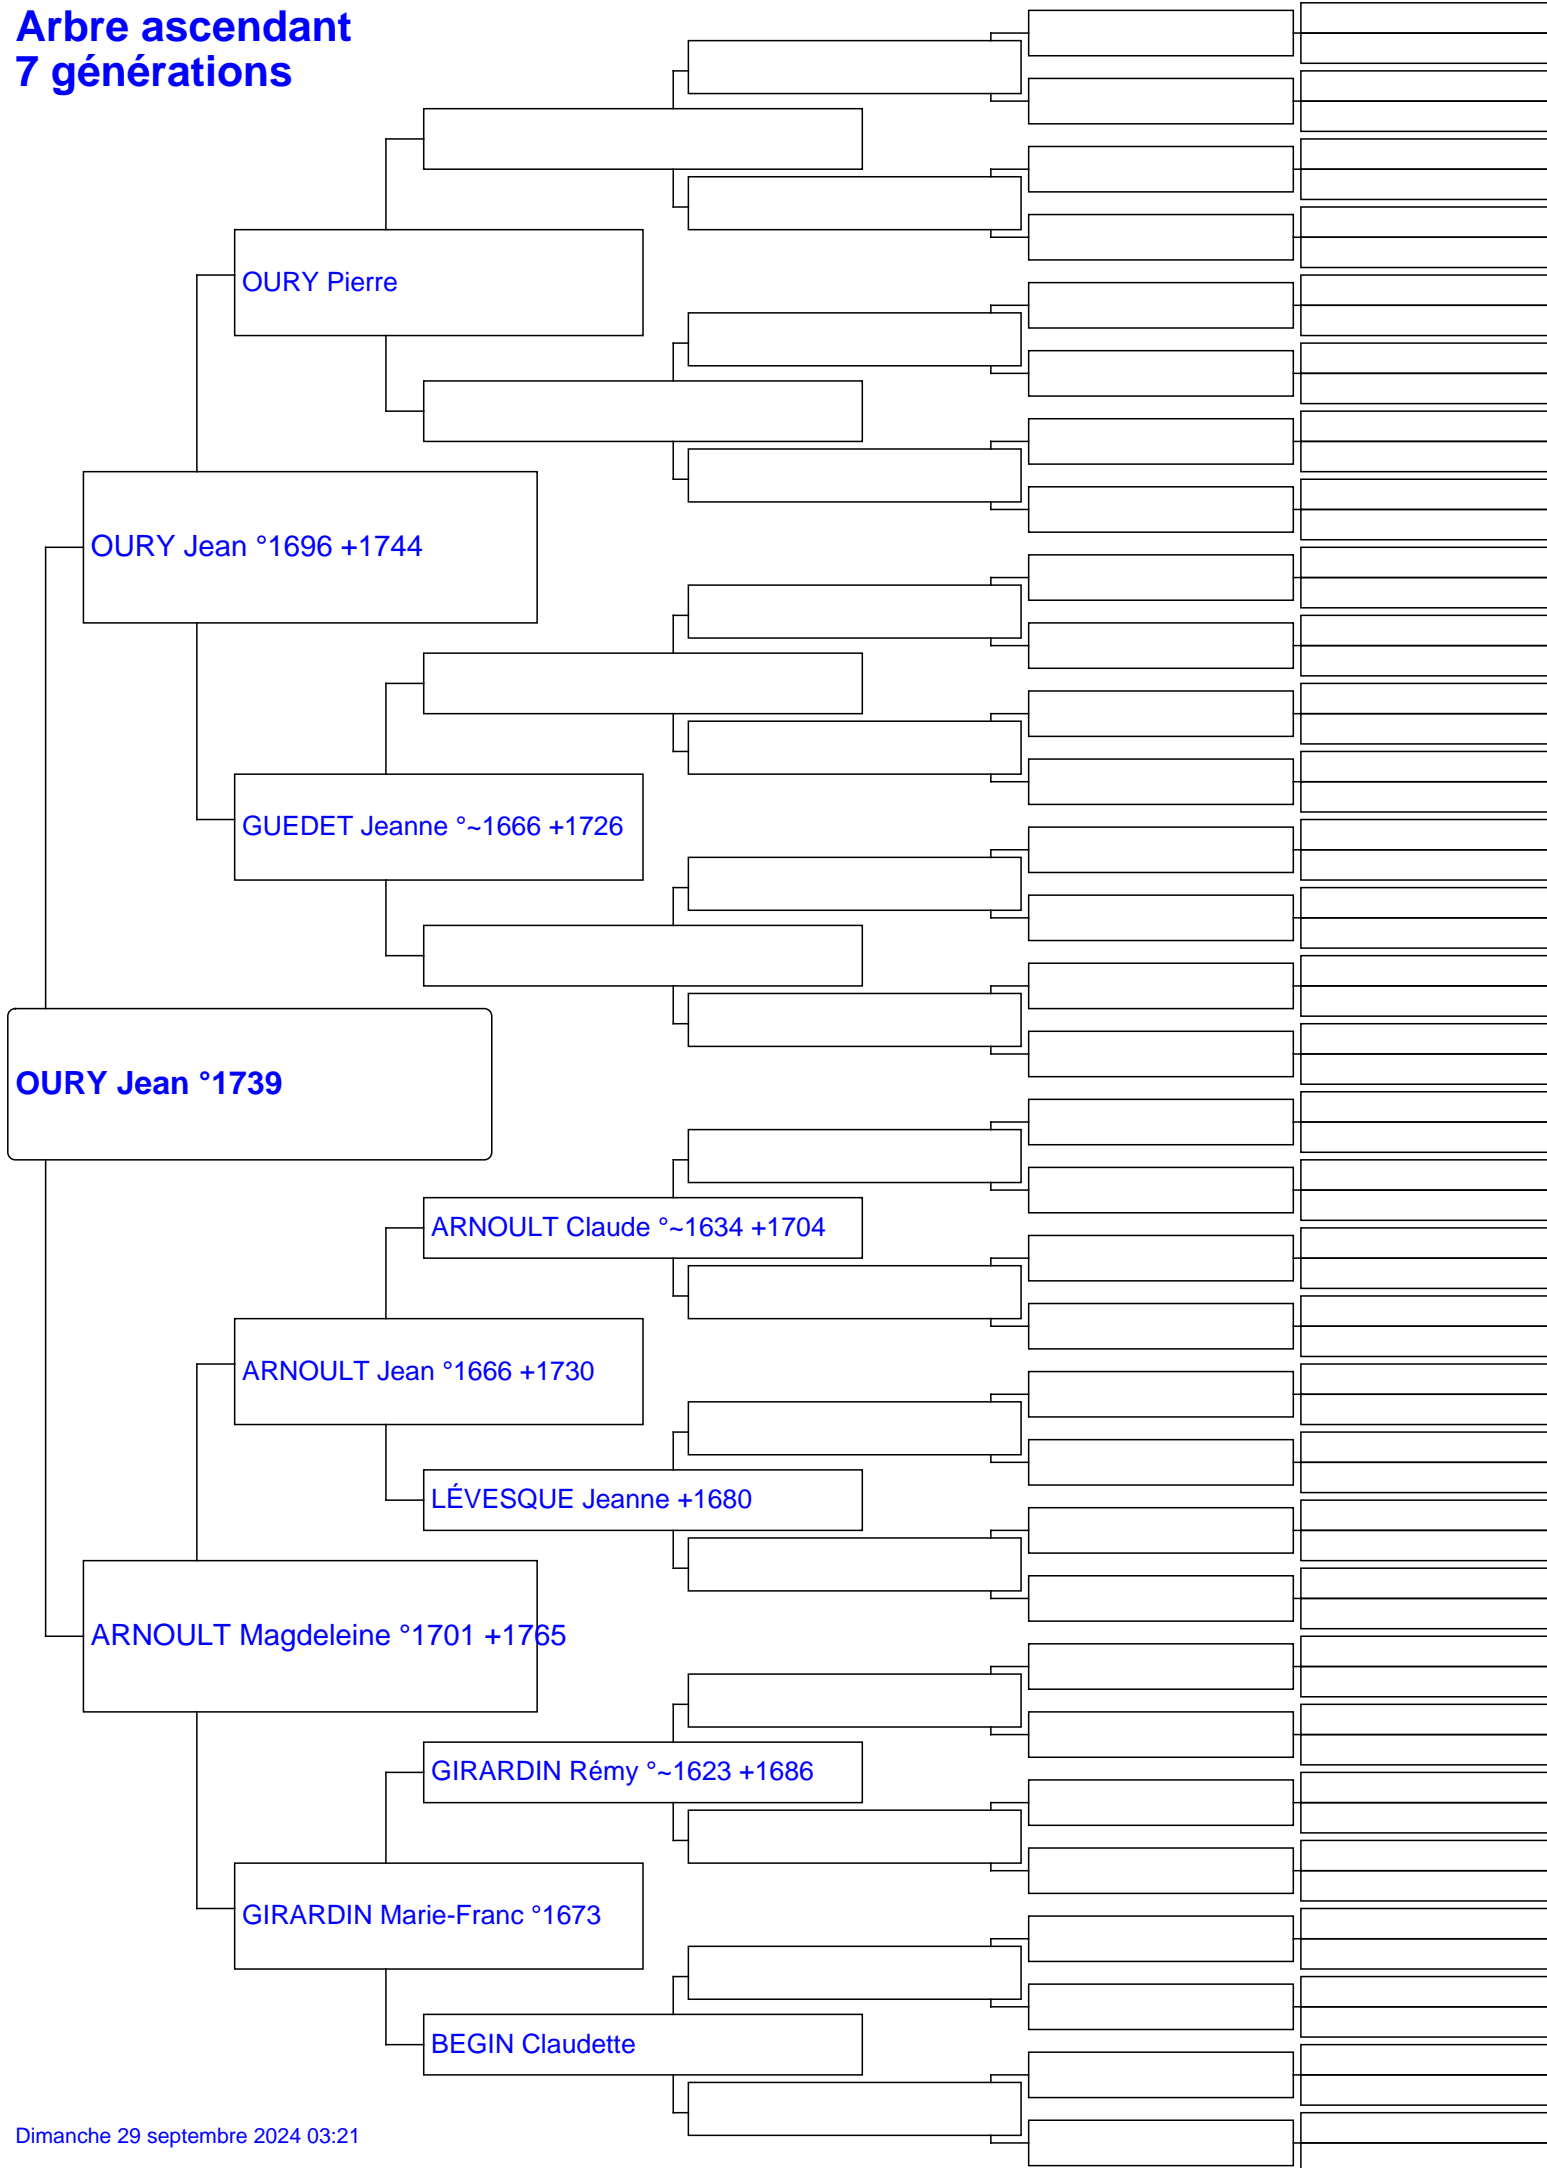 Arbre ascendant
7 générations
OURY Pierre
OURY Jean °1696 +1744
GUEDET Jeanne °~1666 +1726
OURY Jean °1739
ARNOULT Claude °~1634 +1704
ARNOULT Jean °1666 +1730
LÉVESQUE Jeanne +1680
ARNOULT Magdeleine °1701 +1765
GIRARDIN Rémy °~1623 +1686
GIRARDIN Marie-Franc °1673
BEGIN Claudette
Dimanche 29 septembre 2024 03:21